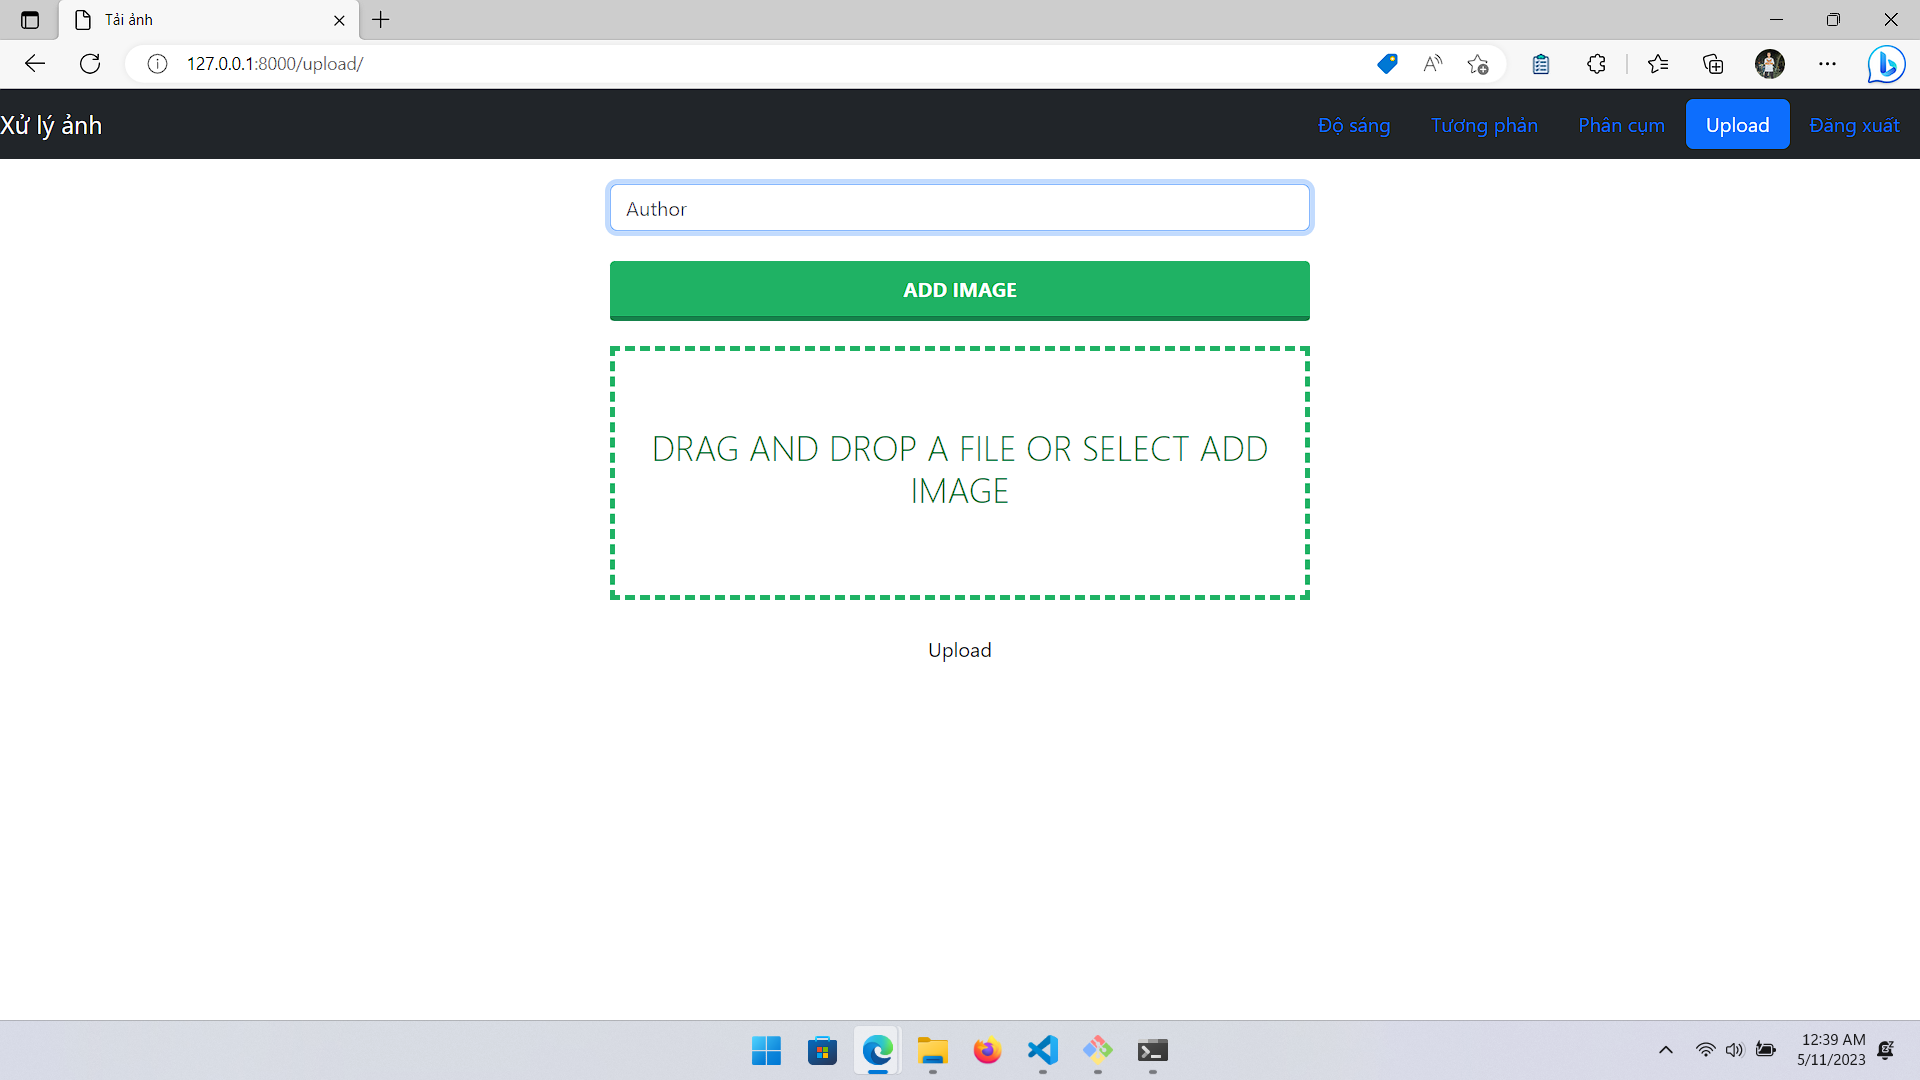 Tải ảnh
127.0.0.1:8000/upload/
Xử lý ảnh
Độ sáng
Tương phản
Phân cụm
Upload
Đăng xuất
Author
ADD IMAGE
DRAG AND DROP A FILE OR SELECT ADD
IMAGE
Upload
12:39 AM
5/11/2023